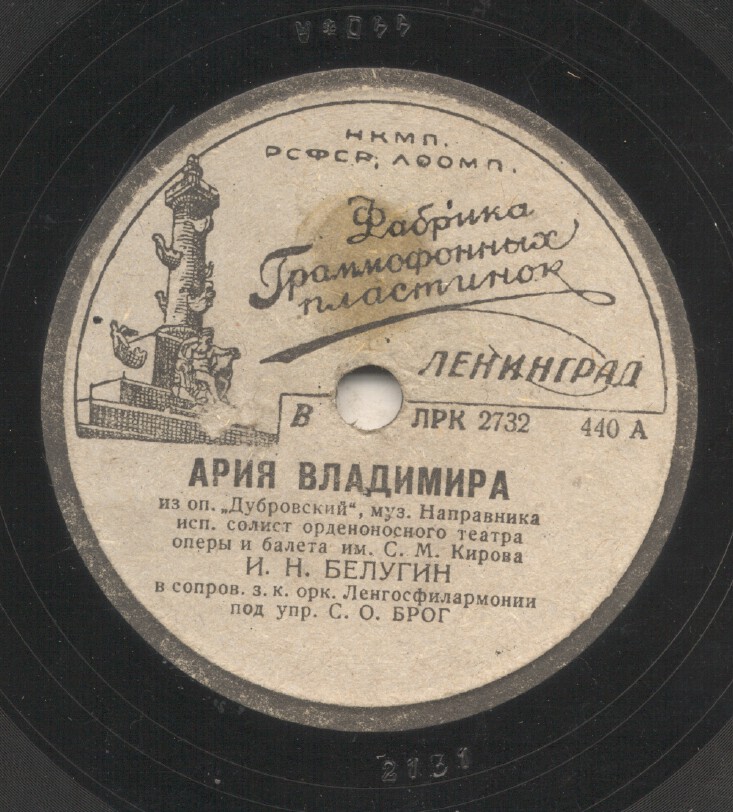 440*А
НКМП.
РСФСР, ЛООМП.
Фабрика
Граммофонных
пластинок
ЛЕНИНГРАД
В ЛРК 2732 440 А
АРИЯ ВЛАДИМИРА
из оп. „Дубровский“, муз. Направника
исп. солист орденоносного театра
оперы и балета им. С. М. Кирова
И. Н. БЕЛУГИН
в сопров. з. к. орк. Ленгосфилармонии
под упр. С. О. БРОГ
2131